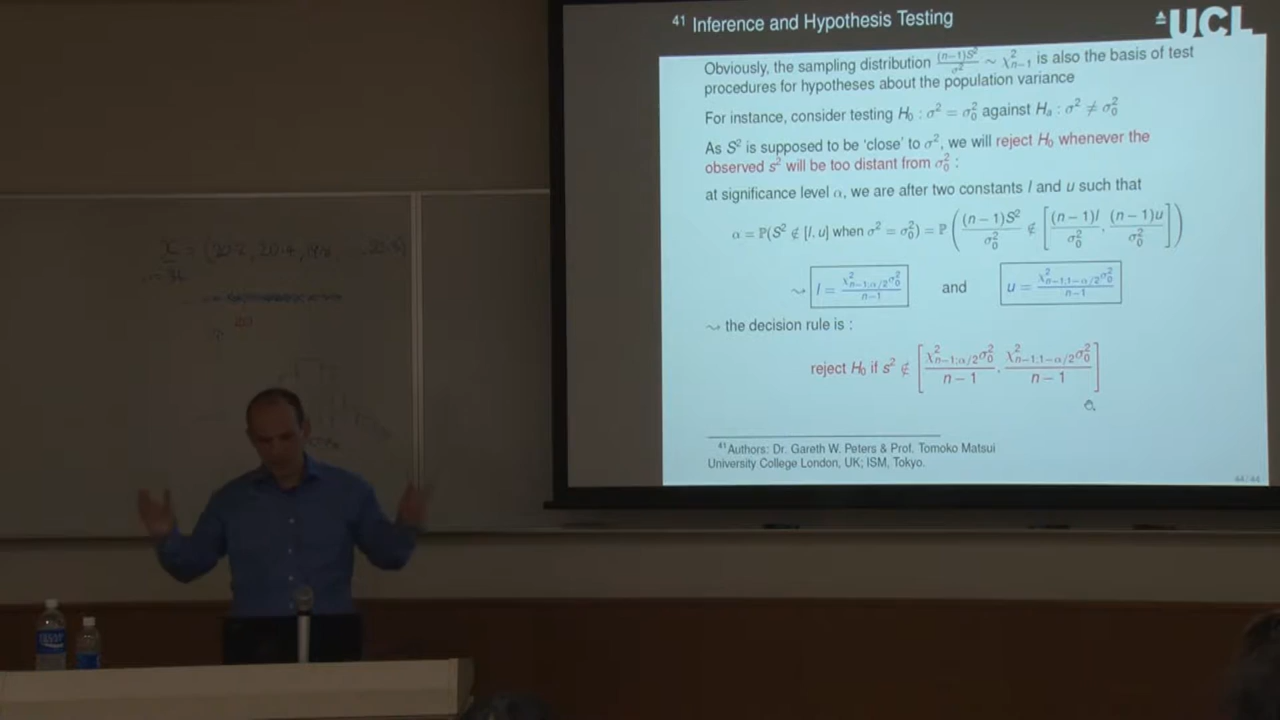 41 Inference and Hypothesis Testing
UCL
Obviously, the sampling distribution (n−1)S²/σ² ∼ χ²ₙ₋₁ is also the basis of test
procedures for hypotheses about the population variance
For instance, consider testing H₀ : σ² = σ₀² against Hₐ : σ² ≠ σ₀²
As S² is supposed to be 'close' to σ², we will reject H₀ whenever the
observed s² will be too distant from σ₀² :
at significance level α, we are after two constants l and u such that
α = ℙ(S² ∉ [l, u] when σ² = σ₀²) = ℙ ( (n−1)S²/σ₀² ∉ [ (n−1)l/σ₀² , (n−1)u/σ₀² ] )
⇝ l = χ²ₙ₋₁;α/₂σ₀²/n−1 and u = χ²ₙ₋₁;₁₋α/₂σ₀²/n−1
⇝ the decision rule is :
reject H₀ if s² ∉ [ χ²ₙ₋₁;α/₂σ₀²/n−1 , χ²ₙ₋₁;₁₋α/₂σ₀²/n−1 ]
41 Authors: Dr. Gareth W. Peters & Prof. Tomoko Matsui
University College London, UK; ISM, Tokyo.
44/44